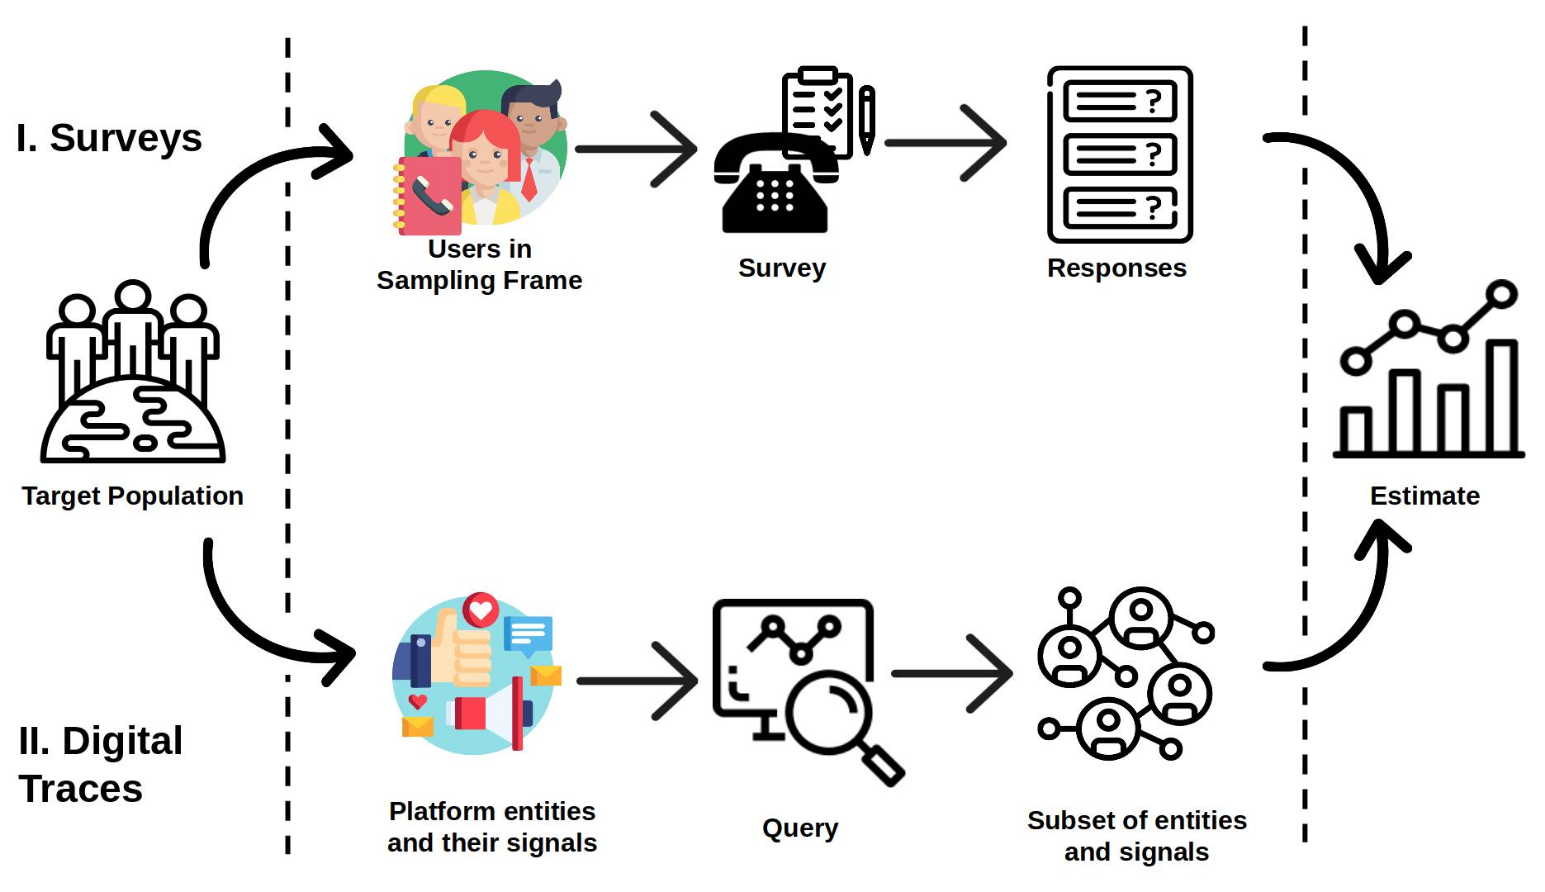 I. Surveys
Users in
Sampling Frame
Survey
?
?
?
Responses
Target Population
Estimate
II. Digital
Traces
Platform entities
and their signals
Query
Subset of entities
and signals